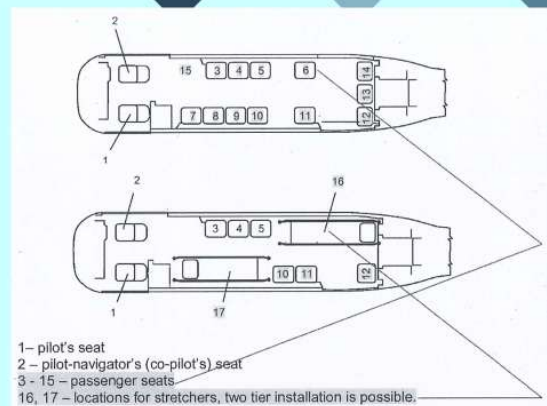 2
15 3 4 5 6 14
13
7 8 9 10 11 12
1
2 16
3 4 5
10 11 12
1 17
1– pilot's seat
2 – pilot-navigator's (co-pilot's) seat
3 - 15 – passenger seats
16, 17 – locations for stretchers, two tier installation is possible.